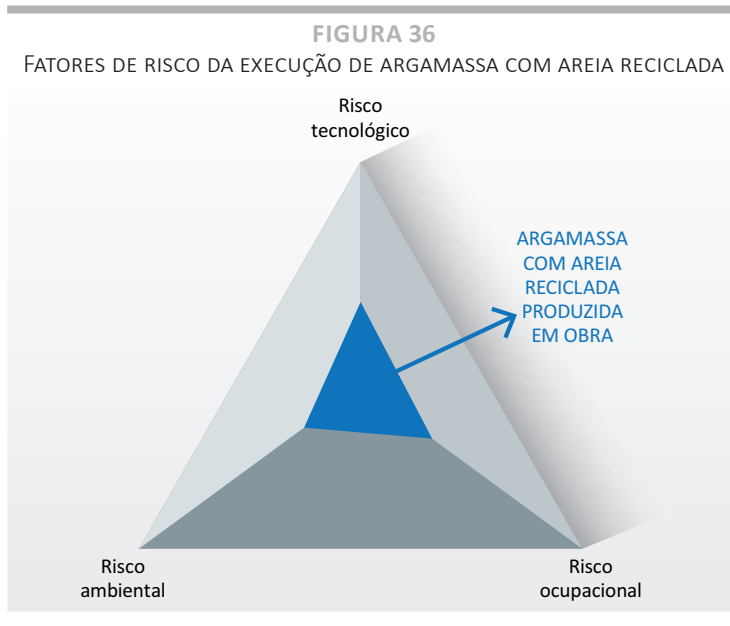 FIGURA 36
FATORES DE RISCO DA EXECUÇÃO DE ARGAMASSA COM AREIA RECICLADA
Risco
tecnológico
ARGAMASSA
COM AREIA
RECICLADA
PRODUZIDA
EM OBRA
Risco
ambiental
Risco
ocupacional